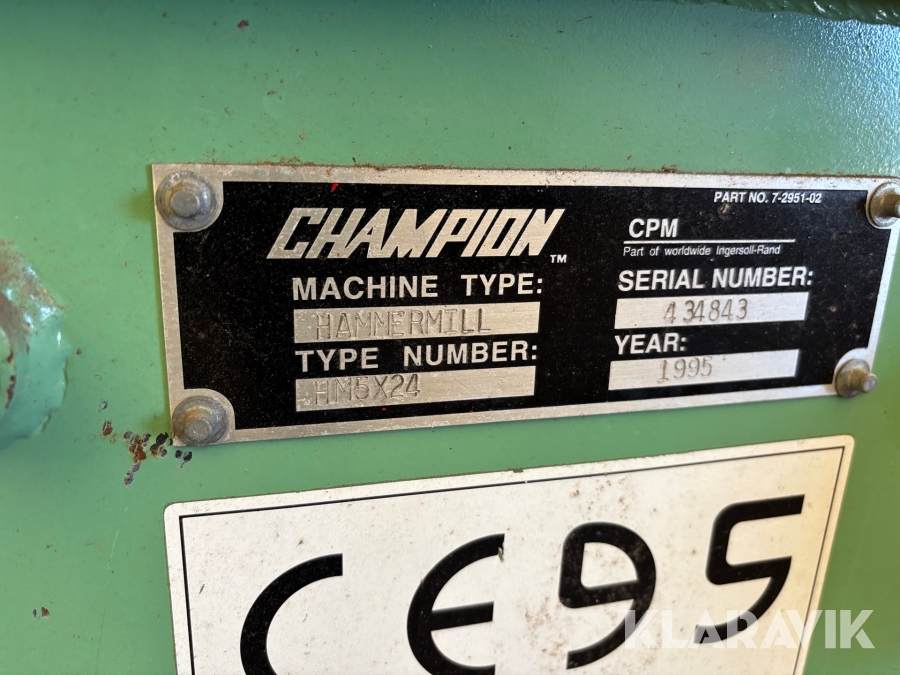 PART NO. 7-2951-02
CHAMPION™
CPM
Part of worldwide Ingersoll-Rand
MACHINE TYPE:
HAMMERMILL
SERIAL NUMBER:
434843
TYPE NUMBER:
HM5X24
YEAR:
1995
CE95
KLARAVIK